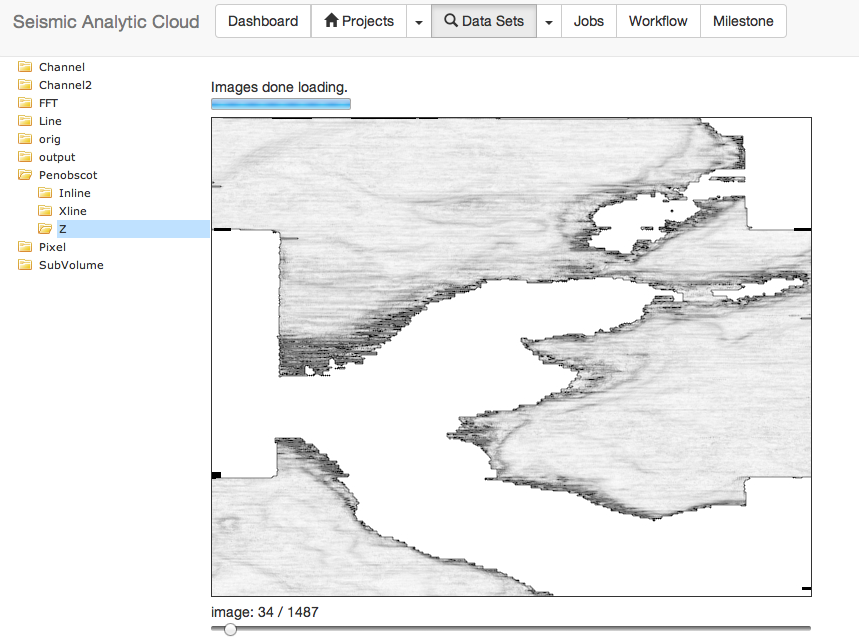 Seismic Analytic Cloud Dashboard Projects Data Sets Jobs Workflow Milestone
Channel
Channel2
FFT
Line
orig
output
Penobscot
Inline
Xline
Z
Pixel
SubVolume
Images done loading.
image: 34 / 1487